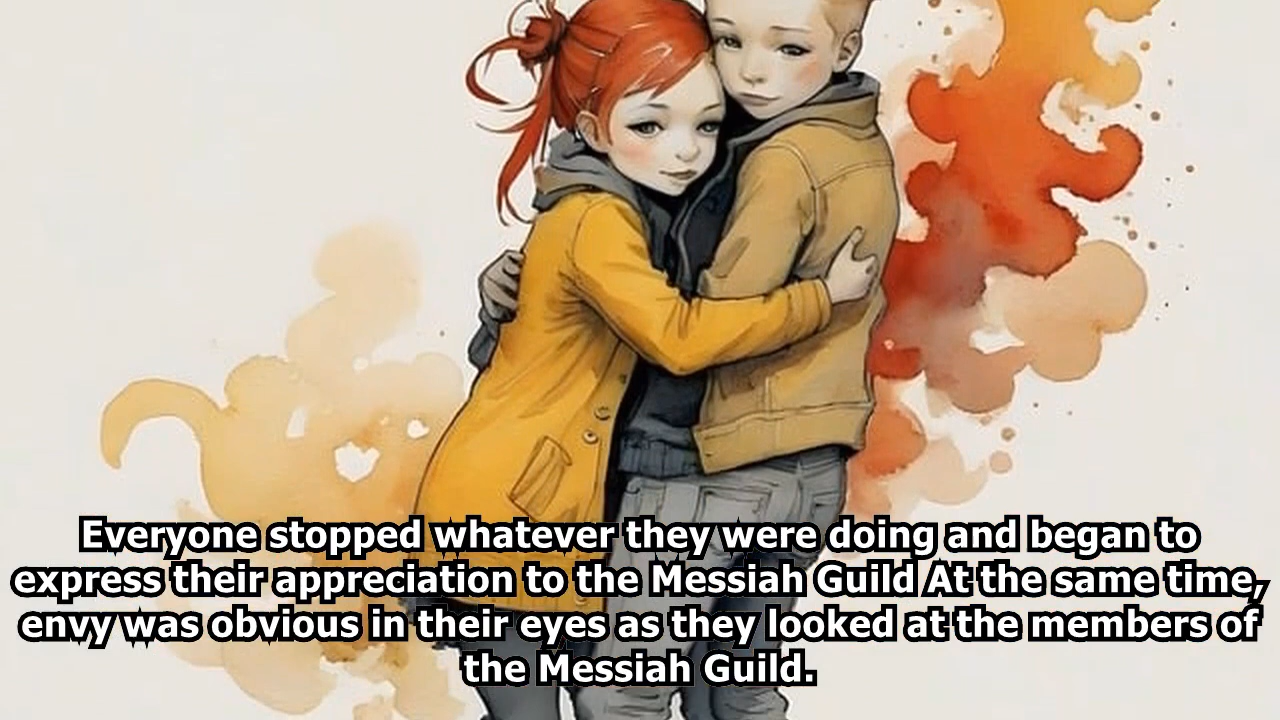 Everyone stopped whatever they were doing and began to
express their appreciation to the Messiah Guild At the same time,
envy was obvious in their eyes as they looked at the members of
the Messiah Guild.